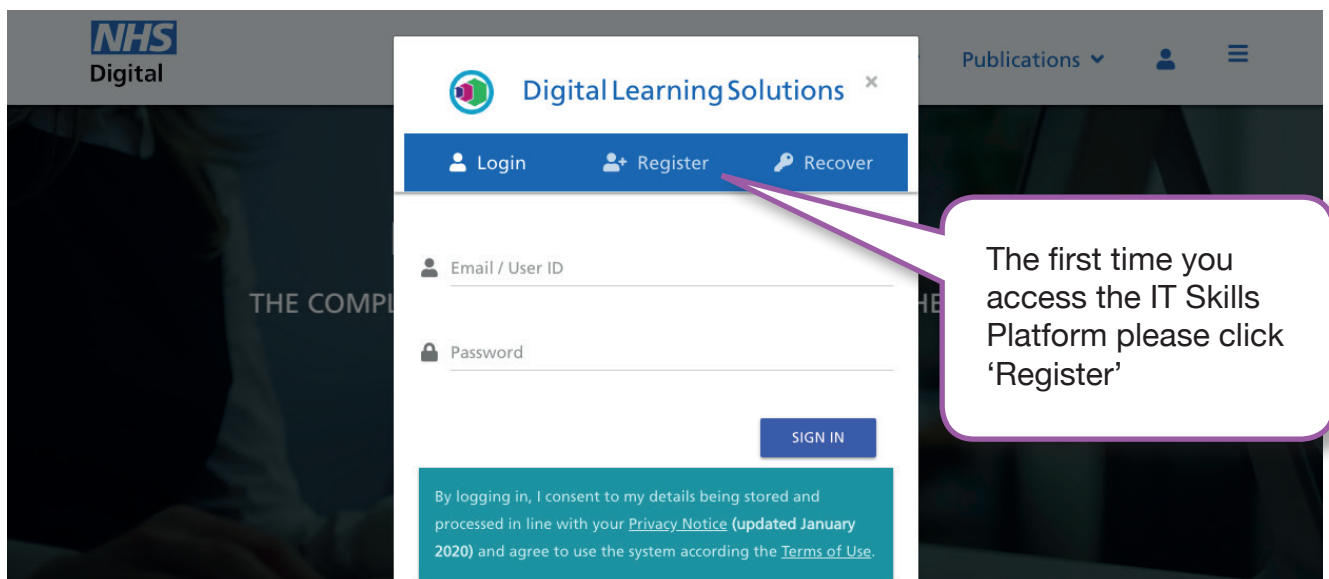 NHS
Digital
Publications
Digital Learning Solutions ×
Login Register Recover
Email / User ID
THE COMPL
HE
Password
SIGN IN
By logging in, I consent to my details being stored and
processed in line with your Privacy Notice (updated January
2020) and agree to use the system according the Terms of Use.
The first time you
access the IT Skills
Platform please click
‘Register’